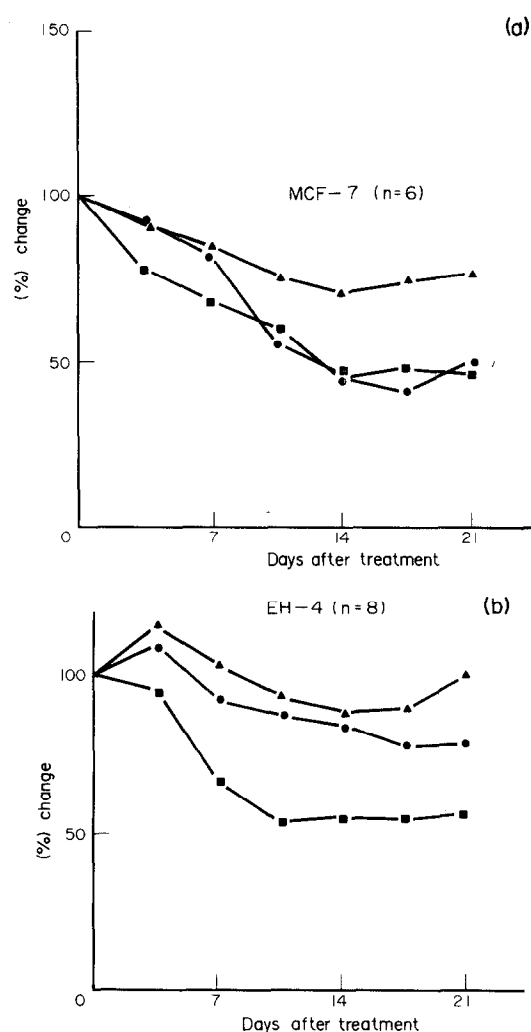 (a)
150
100
50
0
(%) change
MCF-7 (n=6)
7
14
21
Days after treatment
EH-4 (n=8)
(b)
100
50
0
(%) change
7
14
21
Days after treatment